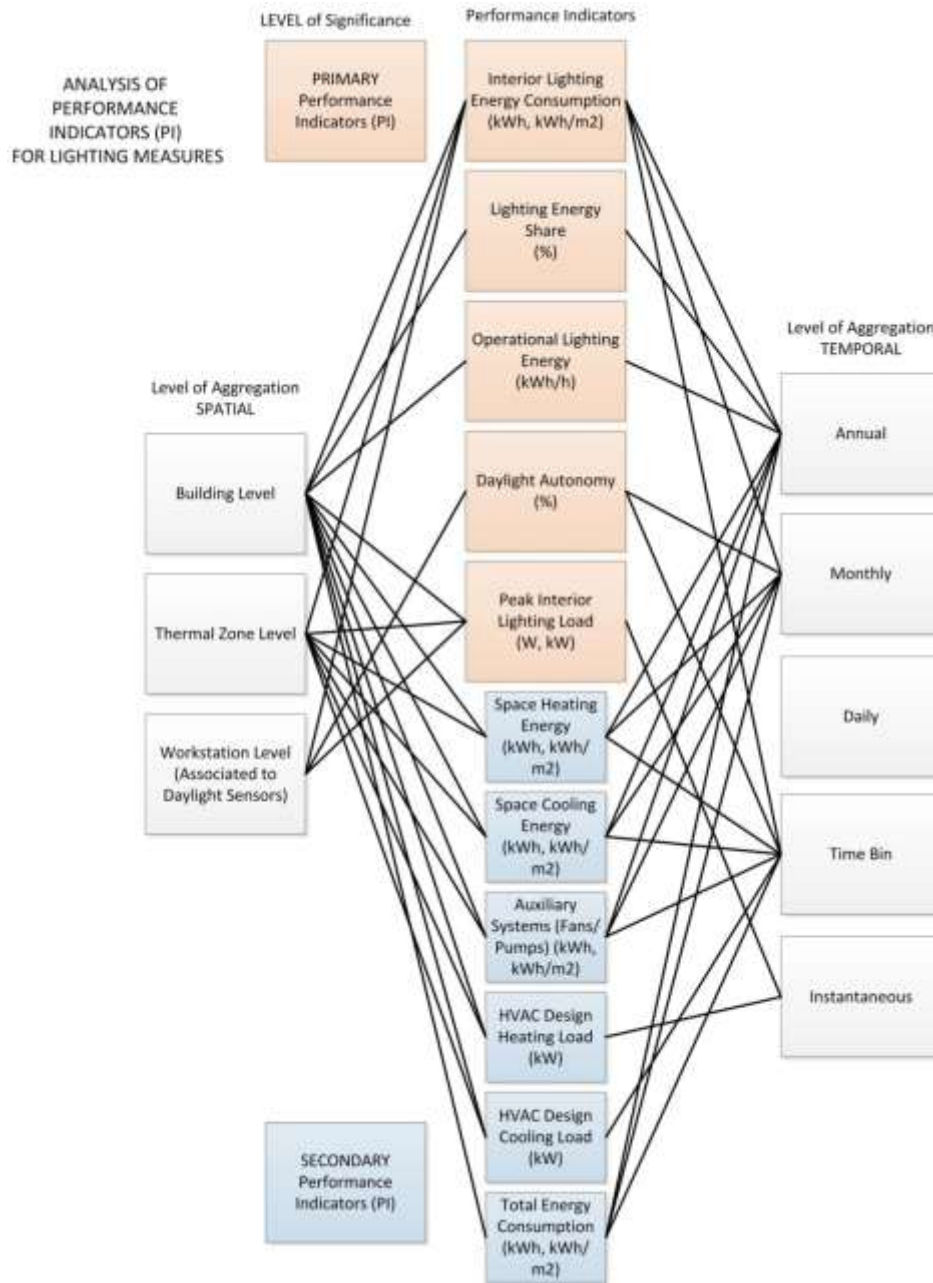 ANALYSIS OF
PERFORMANCE
INDICATORS (PI)
FOR LIGHTING MEASURES
LEVEL of Significance
PRIMARY
Performance
Indicators (PI)
Performance Indicators
Interior Lighting
Energy Consumption
(kWh, kWh/m2)
Lighting Energy
Share
(%)
Operational Lighting
Energy
(kWh/h)
Daylight Autonomy
(%)
Peak Interior
Lighting Load
(W, kW)
Space Heating
Energy
(kWh, kWh/
m2)
Space Cooling
Energy
(kWh, kWh/
m2)
Auxiliary
Systems (Fans/
Pumps) (kWh,
kWh/m2)
HVAC Design
Heating Load
(kW)
HVAC Design
Cooling Load
(kW)
Total Energy
Consumption
(kWh, kWh/
m2)
Level of Aggregation
SPATIAL
Building Level
Thermal Zone Level
Workstation Level
(Associated to
Daylight Sensors)
Level of Aggregation
TEMPORAL
Annual
Monthly
Daily
Time Bin
Instantaneous
SECONDARY
Performance
Indicators (PI)